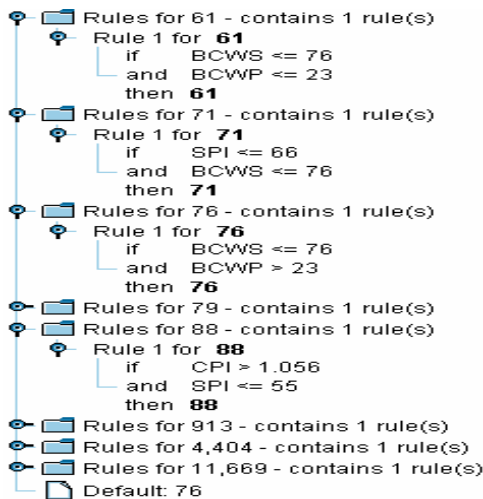 Rules for 61 - contains 1 rule(s)
Rule 1 for 61
if BCWS <= 76
and BCWP <= 23
then 61
Rules for 71 - contains 1 rule(s)
Rule 1 for 71
if SPI <= 66
and BCWS <= 76
then 71
Rules for 76 - contains 1 rule(s)
Rule 1 for 76
if BCWS <= 76
and BCWP > 23
then 76
Rules for 79 - contains 1 rule(s)
Rules for 88 - contains 1 rule(s)
Rule 1 for 88
if CPI > 1.056
and SPI <= 55
then 88
Rules for 913 - contains 1 rule(s)
Rules for 4,404 - contains 1 rule(s)
Rules for 11,669 - contains 1 rule(s)
Default: 76